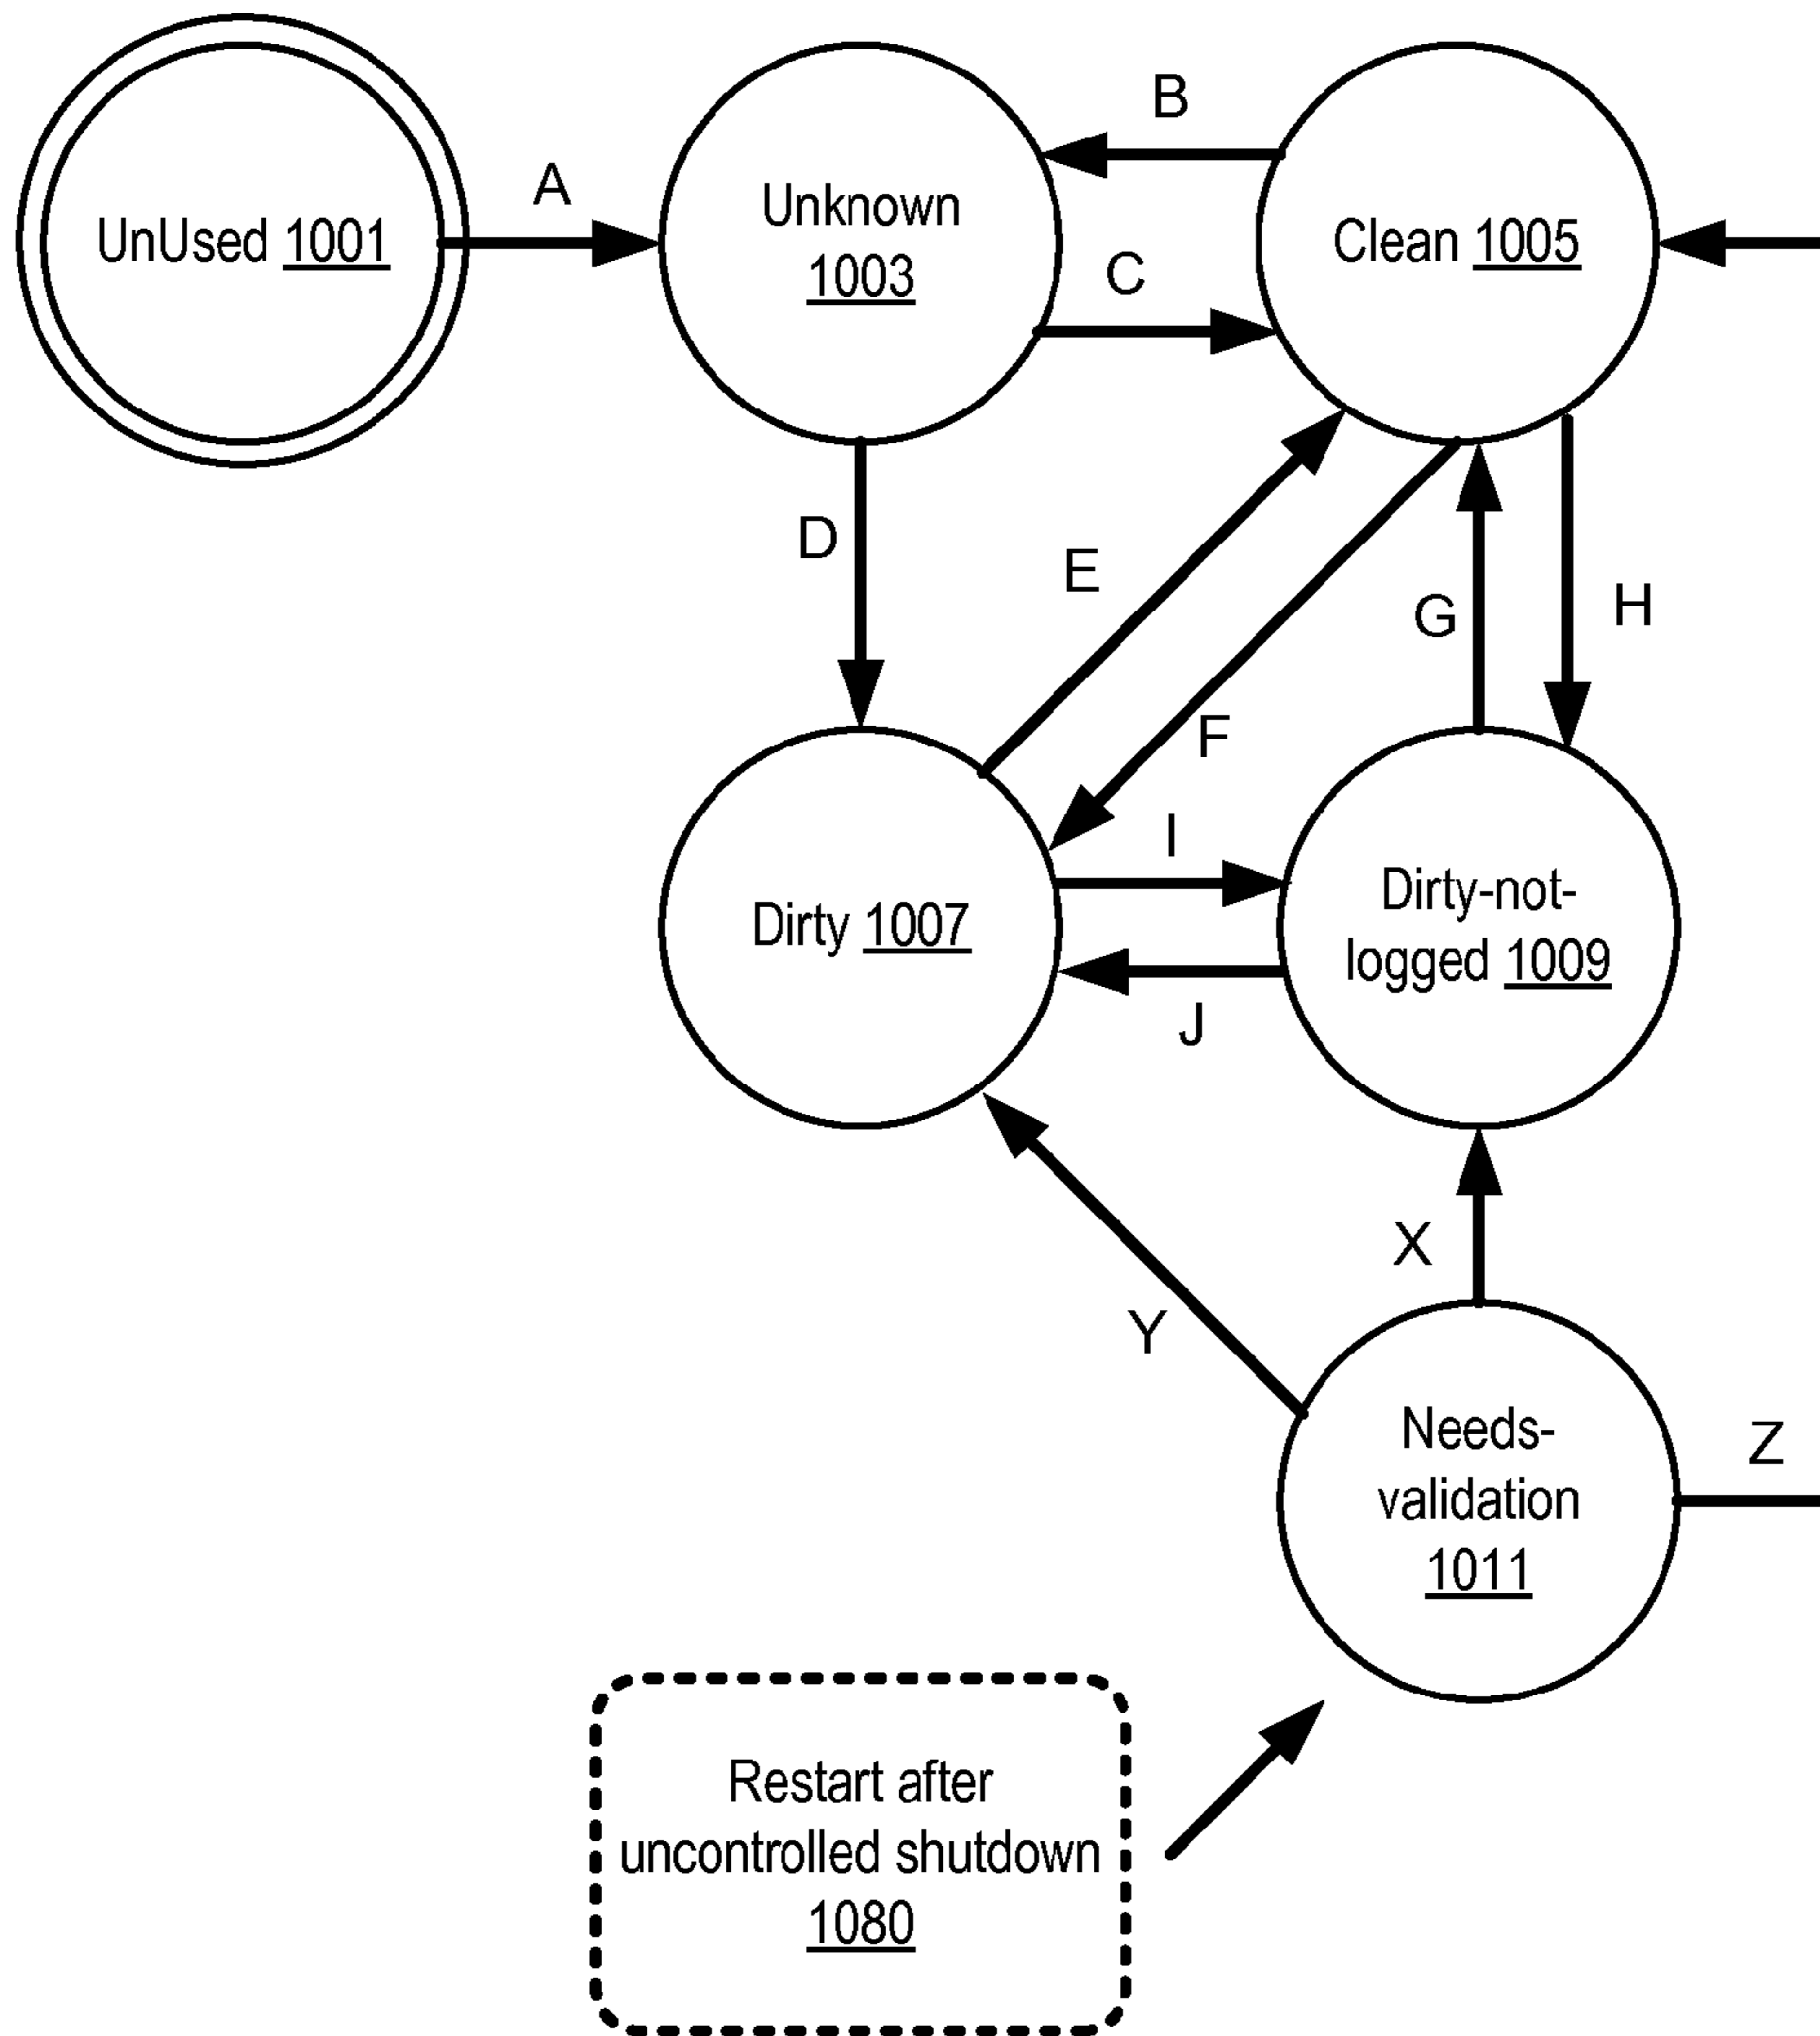 B
A
UnUsed 1001
Unknown
1003
Clean 1005
C
D
E
G
H
F
I
Dirty 1007
Dirty-not-
logged 1009
J
X
Y
Needs-
validation
1011
Z
Restart after
uncontrolled shutdown
1080